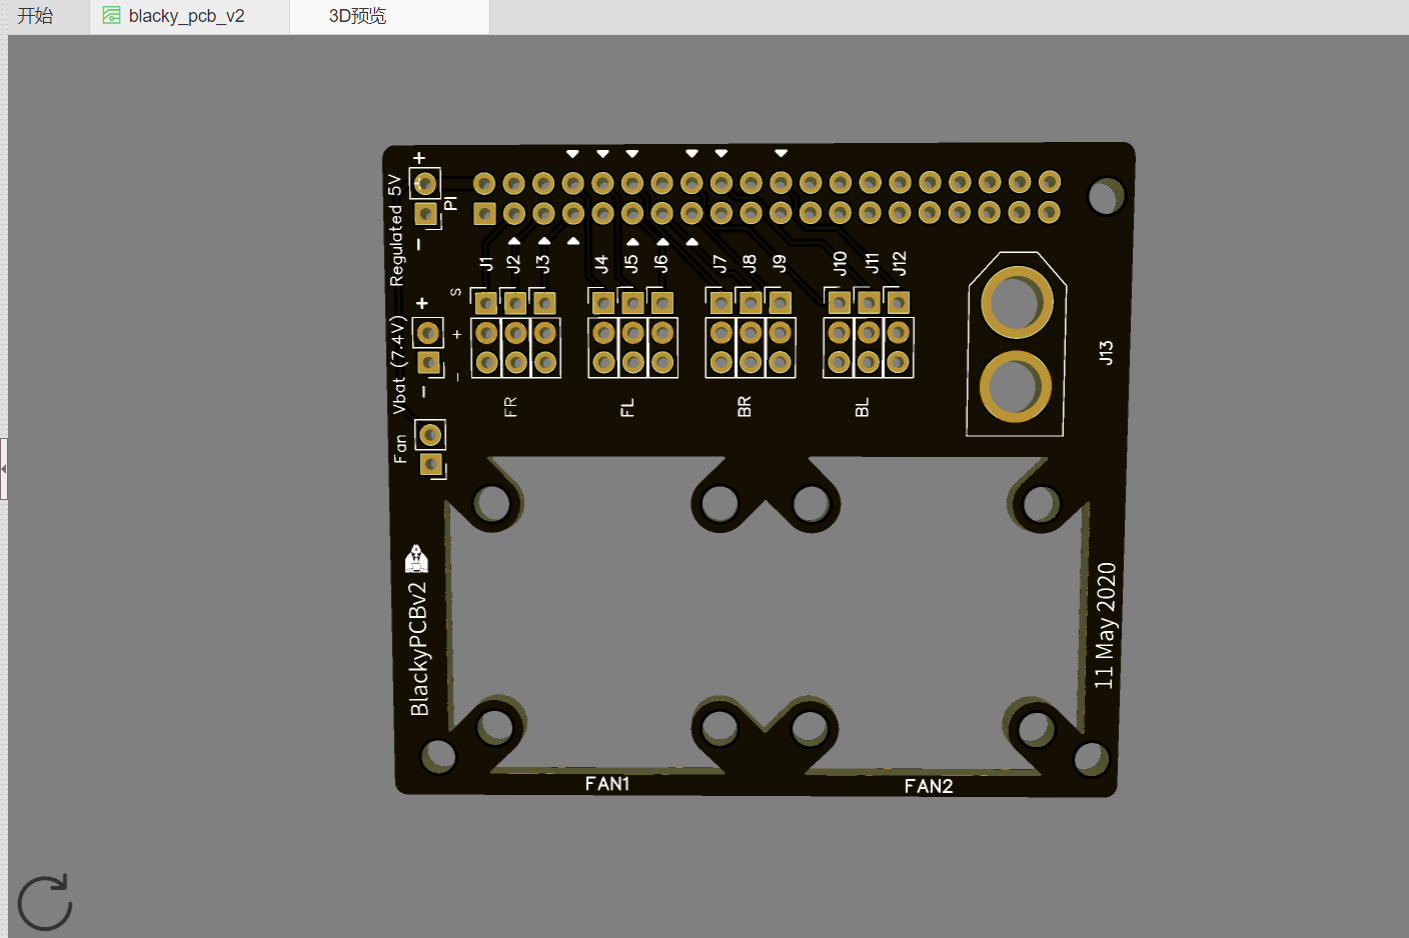 开始
blacky_pcb_v2
3D预览
+
Regulated 5V
PI
-
J1
J2
J3
J4
J5
J6
J7
J8
J9
J10
J11
J12
S
+
-
+
Vbat (7.4V)
-
J13
FR
FL
BR
BL
Fan
BlackyPCBv2
11 May 2020
FAN1
FAN2